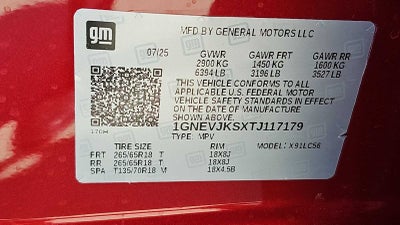 gm
MFD BY GENERAL MOTORS LLC
07/25 GVWR GAWR FRT GAWR RR
2900 KG 1450 KG 1600 KG
6394 LB 3196 LB 3527 LB
THIS VEHICLE CONFORMS TO ALL
APPLICABLE U.S. FEDERAL MOTOR
VEHICLE SAFETY STANDARDS IN EFFECT
ON THE DATE OF MANUFACTURE
SHOWN ABOVE.
1GNEVJKSXTJ117179
TYPE: MPV MODEL: X91LC56
TIRE SIZE RIM
FRT 265/65R18 T 18X8J
RR 265/65R18 T 18X8J
SPA T135/70R18 M 18X4.5B